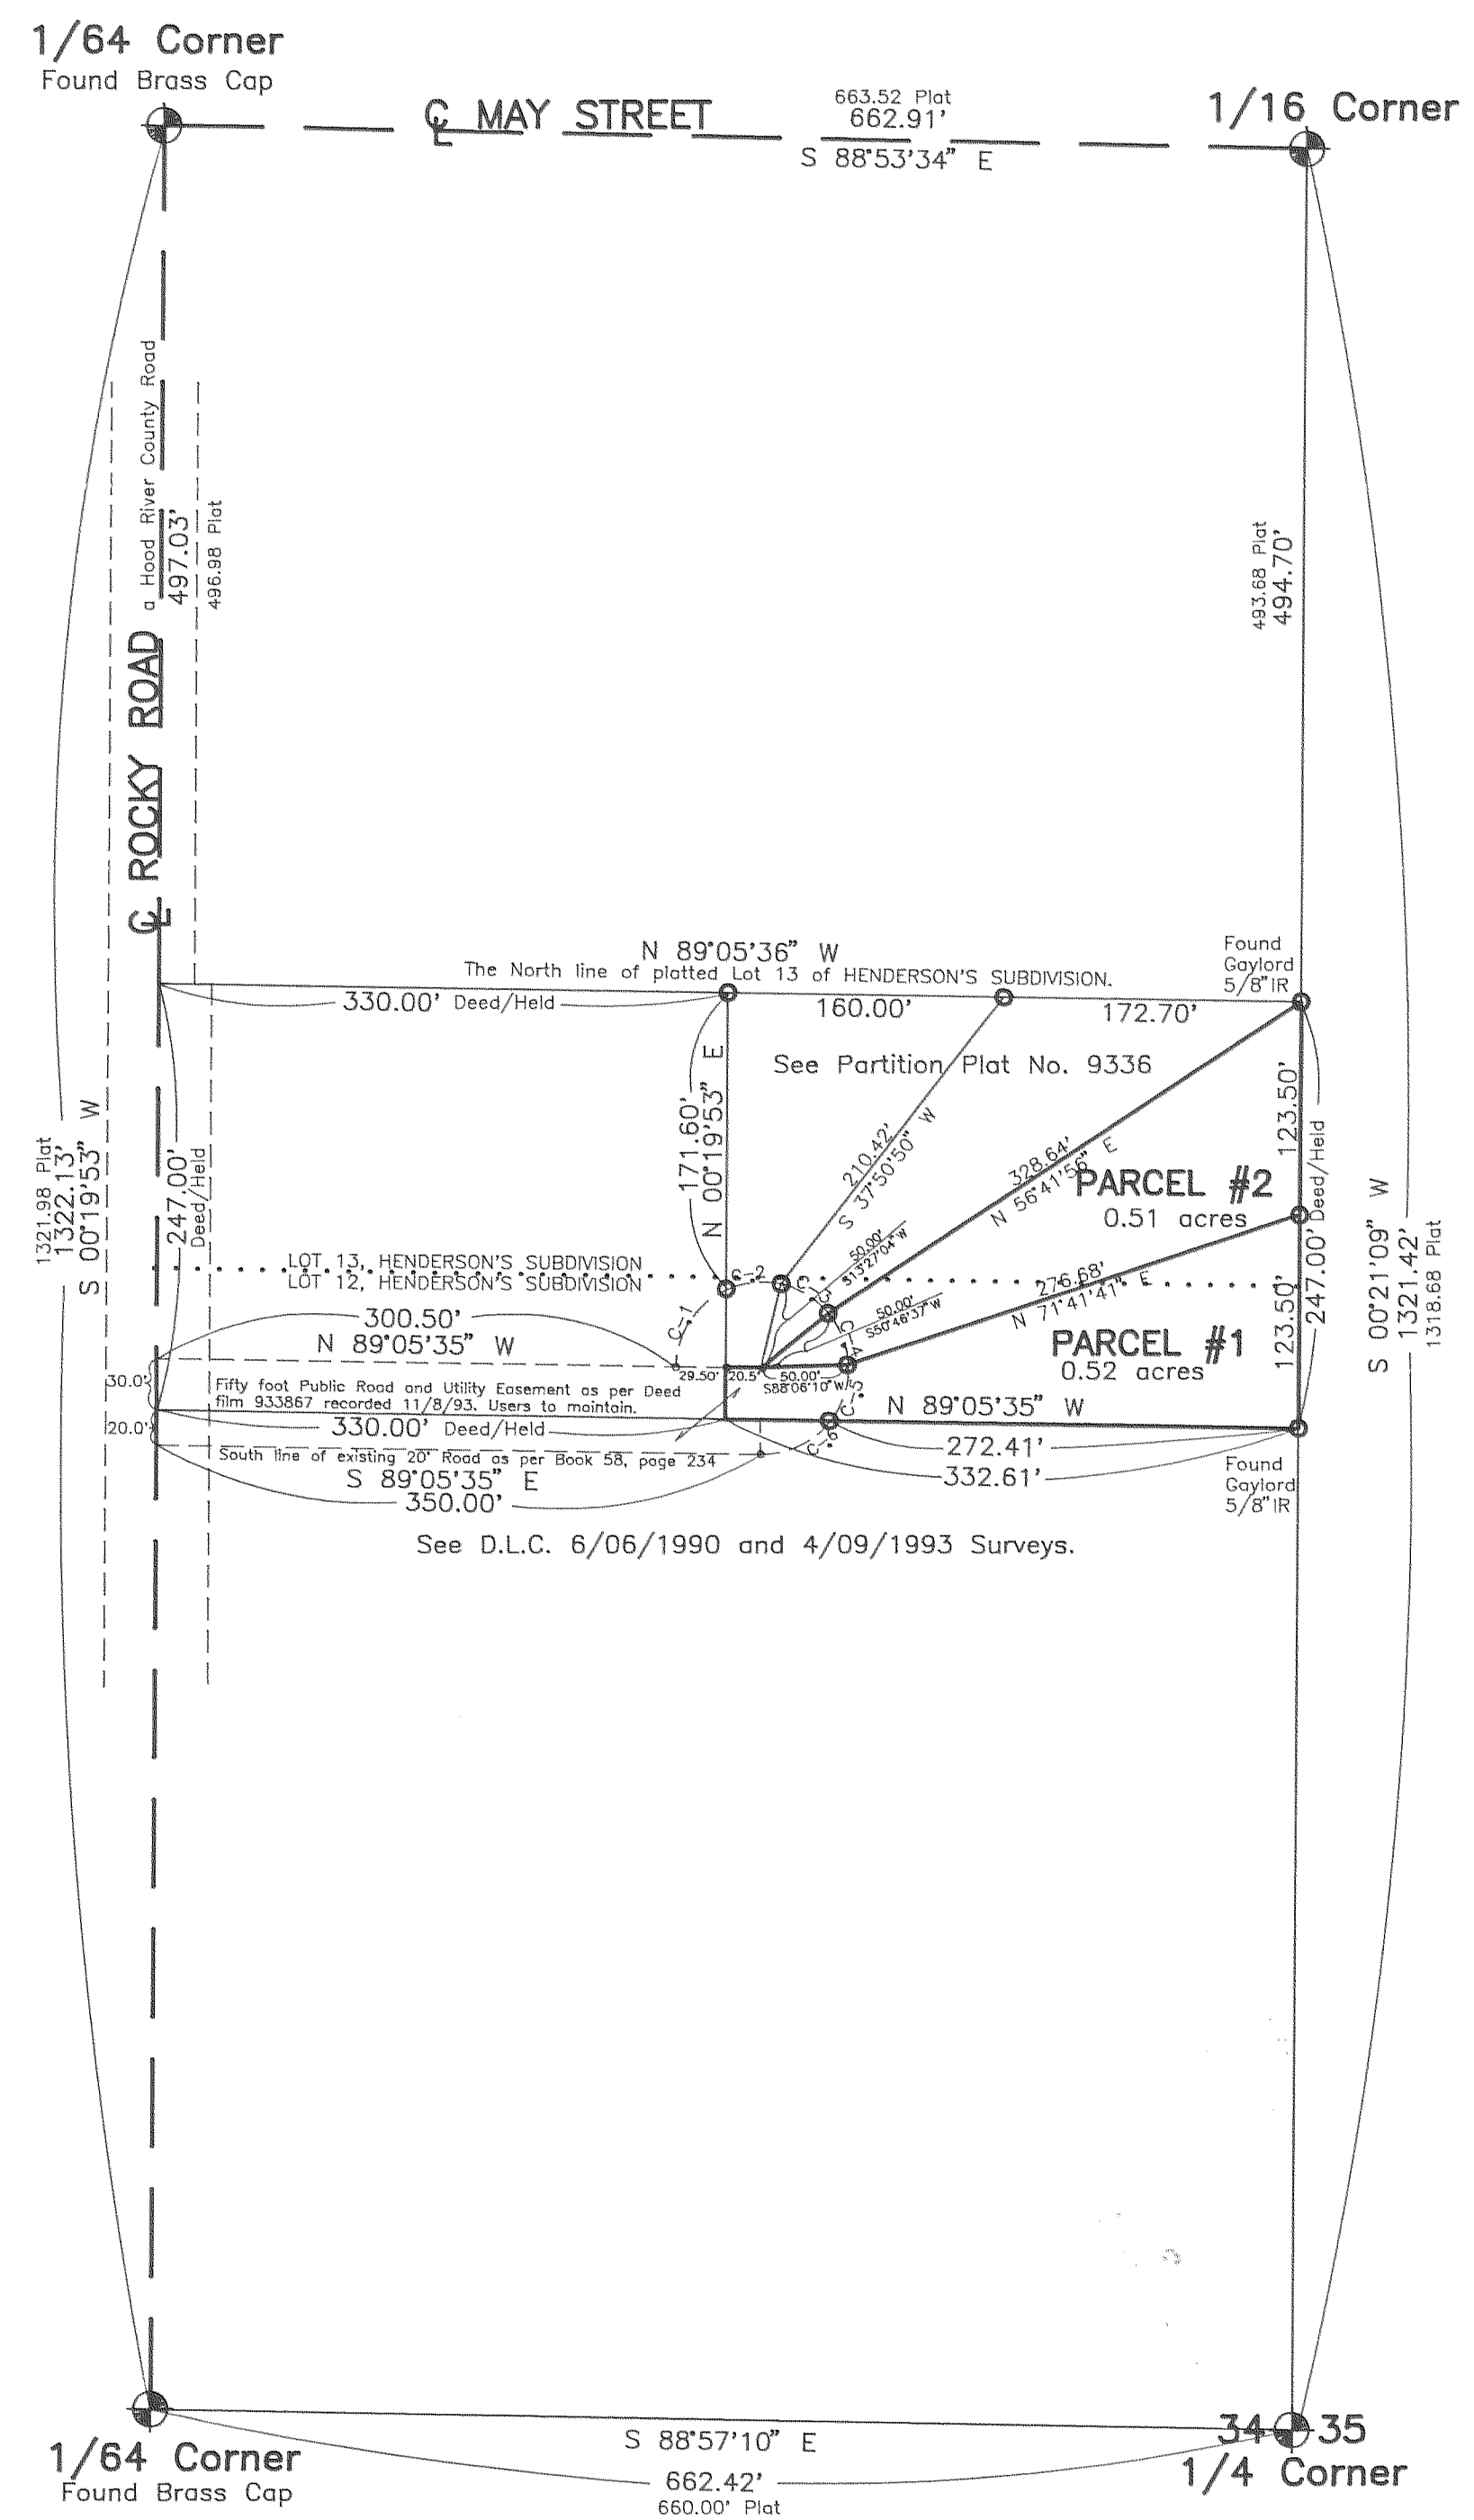 1/64 Corner
Found Brass Cap
℄ MAY STREET
663.52 Plat
662.91'
S 88°53'34" E
1/16 Corner
a Hood River County Road
497.03'
496.98 Plat
℄ ROCKY ROAD
493.68 Plat
494.70'
N 89°05'36" W
The North line of platted Lot 13 of HENDERSON'S SUBDIVISION.
330.00' Deed/Held
160.00'
172.70'
Found
Gaylord
5/8"IR
See Partition Plat No. 9336
171.60'
N 00°19'53" E
210.42'
S 37°50'50" W
328.64'
N 56°41'56" E
123.50'
PARCEL #2
0.51 acres
1321.98 Plat
1322.13'
S 00°19'53" W
247.00'
Deed/Held
247.00' Deed/Held
S 00°21'09" W
1321.42'
1318.68 Plat
LOT 13, HENDERSON'S SUBDIVISION
LOT 12, HENDERSON'S SUBDIVISION
C-1
C-2
C-3
C-4
C-5
C-6
50.00'
S13°27'04"W
50.00'
S50°46'37"W
276.68'
N 71°41'41" E
123.50'
PARCEL #1
0.52 acres
300.50'
N 89°05'35" W
30.0'
20.0'
29.50'
20.5'
50.00'
S88°06'10"W
Fifty foot Public Road and Utility Easement as per Deed
film 933867 recorded 11/8/93. Users to maintain.
330.00' Deed/Held
N 89°05'35" W
272.41'
332.61'
South line of existing 20' Road as per Book 58, page 234
S 89°05'35" E
350.00'
Found
Gaylord
5/8"IR
See D.L.C. 6/06/1990 and 4/09/1993 Surveys.
34 35
1/4 Corner
S 88°57'10" E
662.42'
660.00' Plat
1/64 Corner
Found Brass Cap